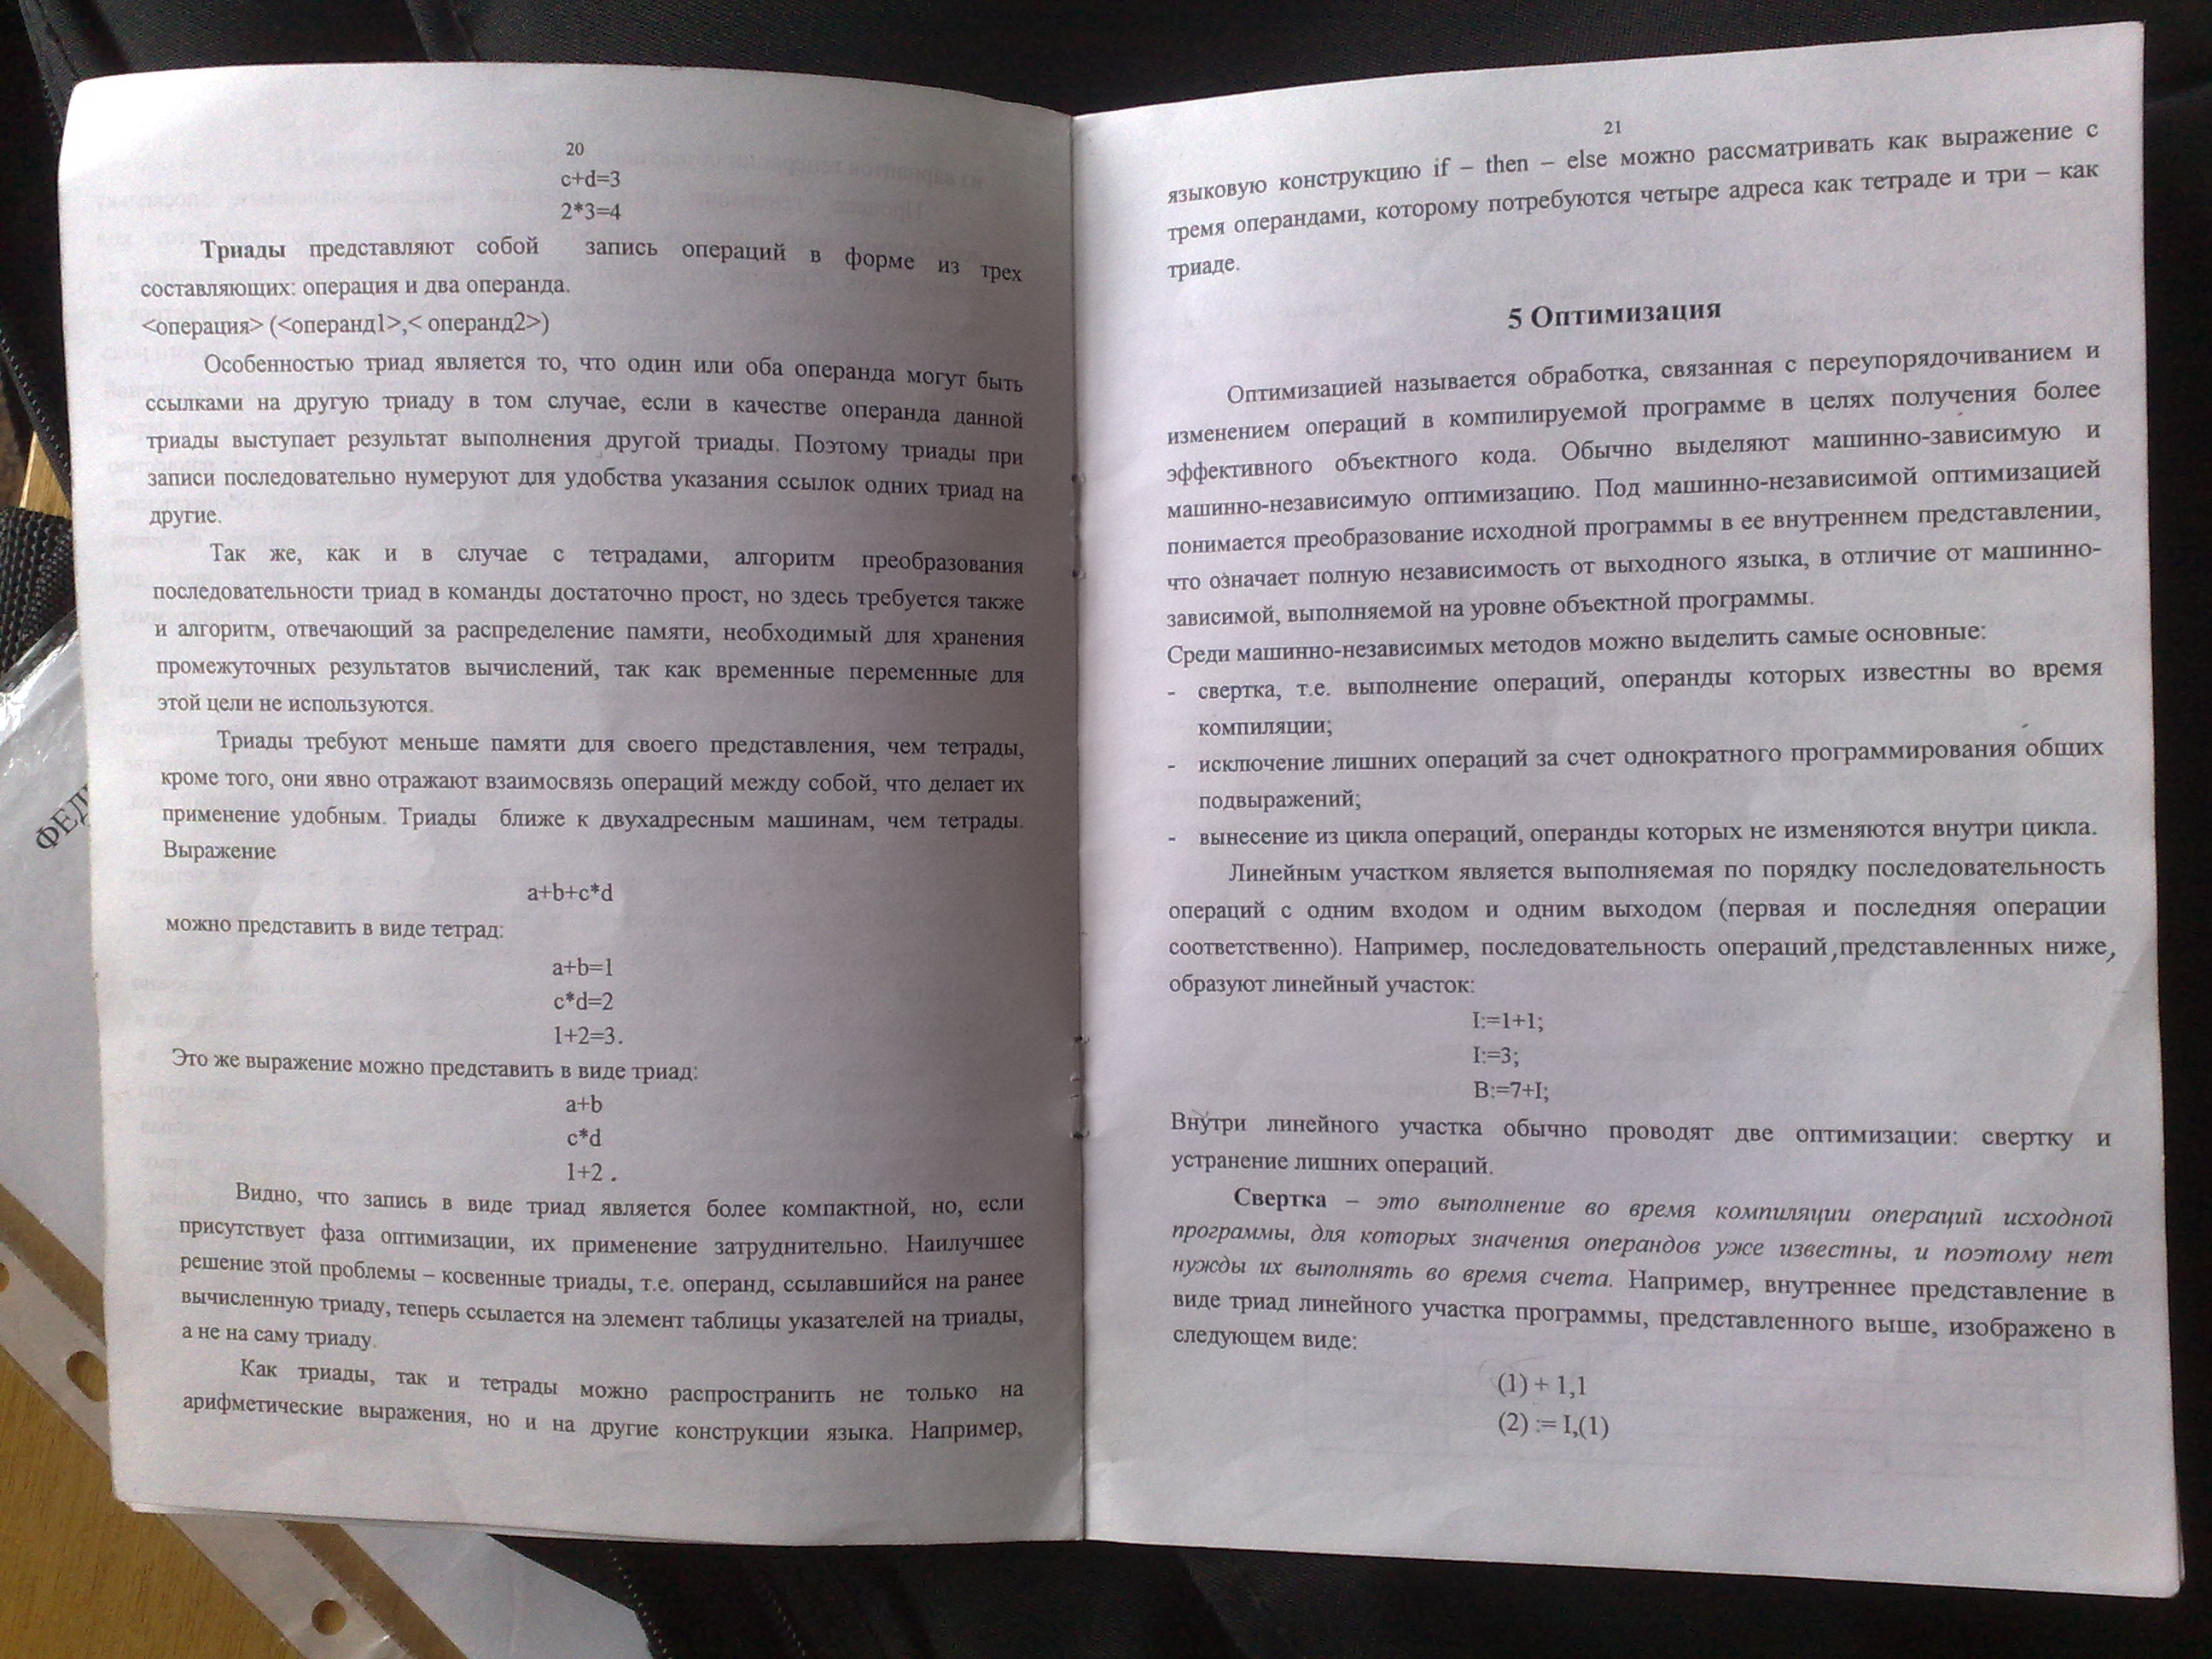 20
c+d=3
2*3=4
Триады представляют собой запись операций в форме из трех
составляющих: операция и два операнда.
<операция> (<операнд1>,< операнд2>)
Особенностью триад является то, что один или оба операнда могут быть
ссылками на другую триаду в том случае, если в качестве операнда данной
триады выступает результат выполнения другой триады. Поэтому триады при
записи последовательно нумеруют для удобства указания ссылок одних триад на
другие.
Так же, как и в случае с тетрадами, алгоритм преобразования
последовательности триад в команды достаточно прост, но здесь требуется также
и алгоритм, отвечающий за распределение памяти, необходимый для хранения
промежуточных результатов вычислений, так как временные переменные для
этой цели не используются.
Триады требуют меньше памяти для своего представления, чем тетрады,
кроме того, они явно отражают взаимосвязь операций между собой, что делает их
применение удобным. Триады ближе к двухадресным машинам, чем тетрады.
Выражение
a+b+c*d
можно представить в виде тетрад:
a+b=1
c*d=2
1+2=3.
Это же выражение можно представить в виде триад:
a+b
c*d
1+2 .
Видно, что запись в виде триад является более компактной, но, если
присутствует фаза оптимизации, их применение затруднительно. Наилучшее
решение этой проблемы – косвенные триады, т.е. операнд, ссылавшийся на ранее
вычисленную триаду, теперь ссылается на элемент таблицы указателей на триады,
а не на саму триаду.
Как триады, так и тетрады можно распространить не только на
арифметические выражения, но и на другие конструкции языка. Например,
21
языковую конструкцию if – then – else можно рассматривать как выражение с
тремя операндами, которому потребуются четыре адреса как тетраде и три – как
триаде.
5 Оптимизация
Оптимизацией называется обработка, связанная с переупорядочиванием и
изменением операций в компилируемой программе в целях получения более
эффективного объектного кода. Обычно выделяют машинно-зависимую и
машинно-независимую оптимизацию. Под машинно-независимой оптимизацией
понимается преобразование исходной программы в ее внутреннем представлении,
что означает полную независимость от выходного языка, в отличие от машинно-
зависимой, выполняемой на уровне объектной программы.
Среди машинно-независимых методов можно выделить самые основные:
- свертка, т.е. выполнение операций, операнды которых известны во время
компиляции;
- исключение лишних операций за счет однократного программирования общих
подвыражений;
- вынесение из цикла операций, операнды которых не изменяются внутри цикла.
Линейным участком является выполняемая по порядку последовательность
операций с одним входом и одним выходом (первая и последняя операции
соответственно). Например, последовательность операций, представленных ниже,
образуют линейный участок:
I:=1+1;
I:=3;
B:=7+I;
Внутри линейного участка обычно проводят две оптимизации: свертку и
устранение лишних операций.
Свертка – это выполнение во время компиляции операций исходной
программы, для которых значения операндов уже известны, и поэтому нет
нужды их выполнять во время счета. Например, внутреннее представление в
виде триад линейного участка программы, представленного выше, изображено в
следующем виде:
(1) + 1,1
(2) := I,(1)
ФЕД